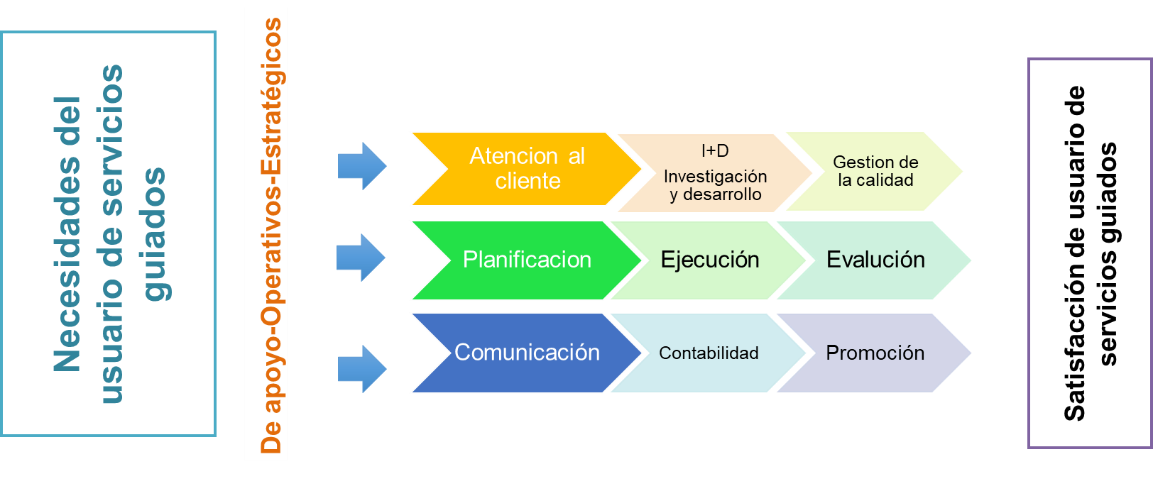 Necesidades del
usuario de servicios
guiados
De apoyo-Operativos-Estratégicos
Atencion al
cliente
I+D
Investigación
y desarrollo
Gestion de
la calidad
Planificacion
Ejecución
Evalución
Comunicación
Contabilidad
Promoción
Satisfacción de usuario de
servicios guiados